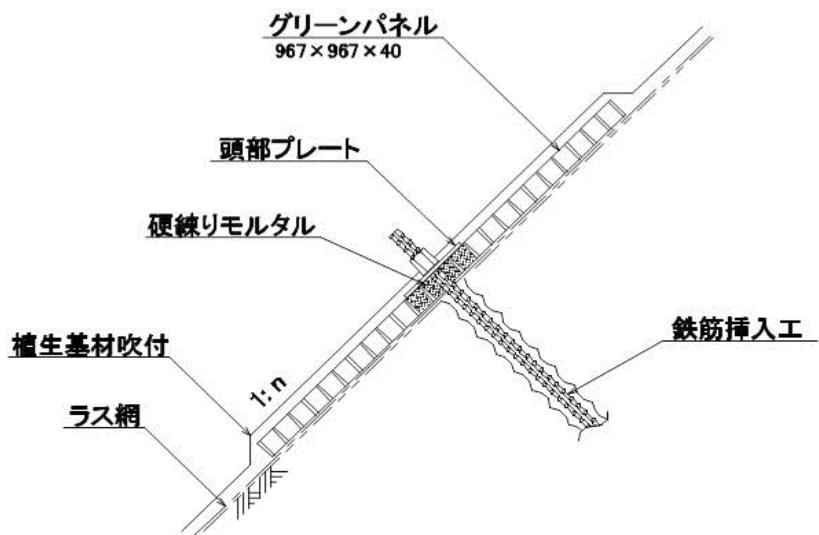 グリーンパネル
967×967×40
頭部プレート
硬練りモルタル
鉄筋挿入工
植生基材吹付
1:n
ラス網